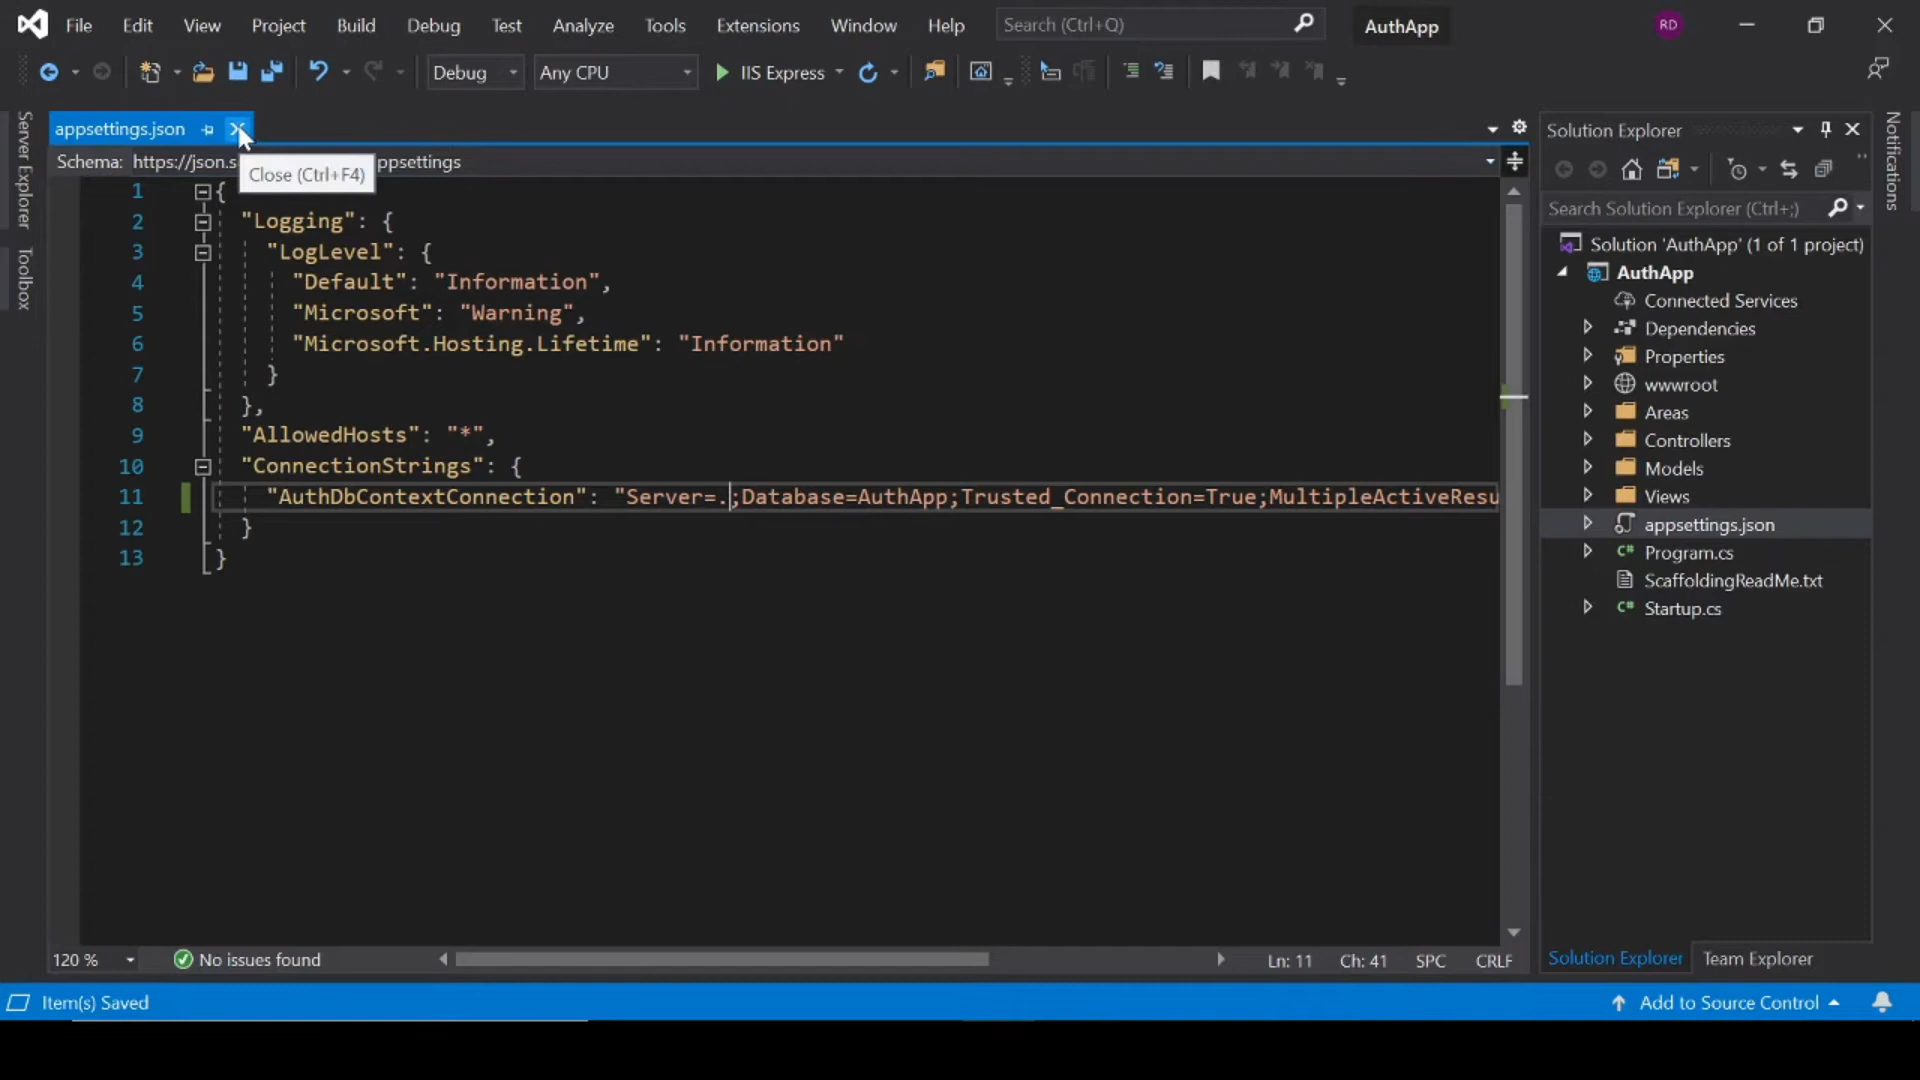 File Edit View Project Build Debug Test Analyze Tools Extensions Window Help Search (Ctrl+Q) AuthApp RD
Debug Any CPU IIS Express
Server Explorer
Toolbox
appsettings.json
Schema: https://json.s ppsettings
Close (Ctrl+F4)
1 {
2 "Logging": {
3 "LogLevel": {
4 "Default": "Information",
5 "Microsoft": "Warning",
6 "Microsoft.Hosting.Lifetime": "Information"
7 }
8 },
9 "AllowedHosts": "*",
10 "ConnectionStrings": {
11 "AuthDbContextConnection": "Server=.;Database=AuthApp;Trusted_Connection=True;MultipleActiveResu
12 }
13 }
120 % No issues found Ln: 11 Ch: 41 SPC CRLF
Solution Explorer
Search Solution Explorer (Ctrl+;)
Solution 'AuthApp' (1 of 1 project)
AuthApp
Connected Services
Dependencies
Properties
wwwroot
Areas
Controllers
Models
Views
appsettings.json
C# Program.cs
ScaffoldingReadMe.txt
C# Startup.cs
Solution Explorer Team Explorer
Notifications
Item(s) Saved Add to Source Control